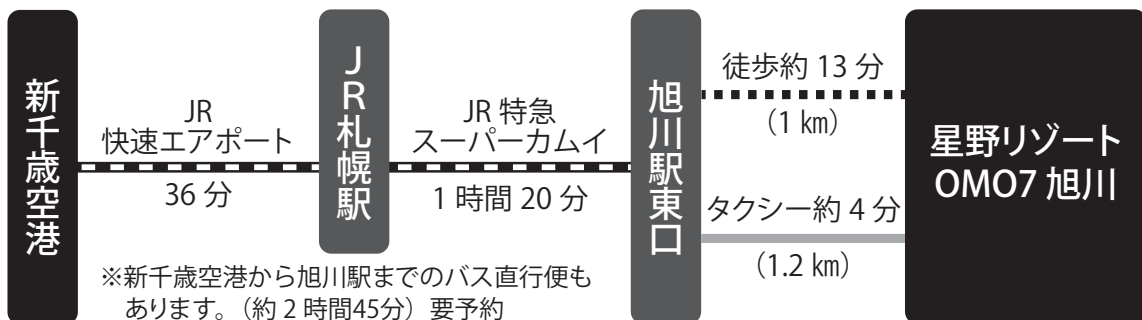 新千歳空港
JR
快速エアポート
36 分
JR札幌駅
JR 特急
スーパーカムイ
1 時間 20 分
旭川駅東口
徒歩約 13 分
（1 ㎞）
タクシー約 4 分
（1.2 ㎞）
星野リゾート
OMO7 旭川
※新千歳空港から旭川駅までのバス直行便も
あります。（約 2 時間45分）要予約